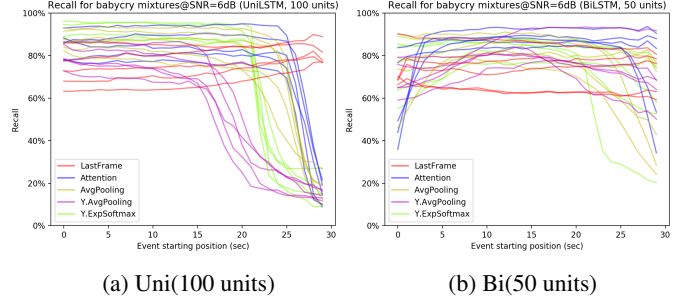 Recall for babycry mixtures@SNR=6dB (UniLSTM, 100 units)
100%
80%
60%
40%
20%
0%
Recall
LastFrame
Attention
AvgPooling
Y.AvgPooling
Y.ExpSoftmax
0 5 10 15 20 25 30
Event starting position (sec)
(a) Uni(100 units)
Recall for babycry mixtures@SNR=6dB (BiLSTM, 50 units)
100%
80%
60%
40%
20%
0%
Recall
LastFrame
Attention
AvgPooling
Y.AvgPooling
Y.ExpSoftmax
0 5 10 15 20 25 30
Event starting position (sec)
(b) Bi(50 units)